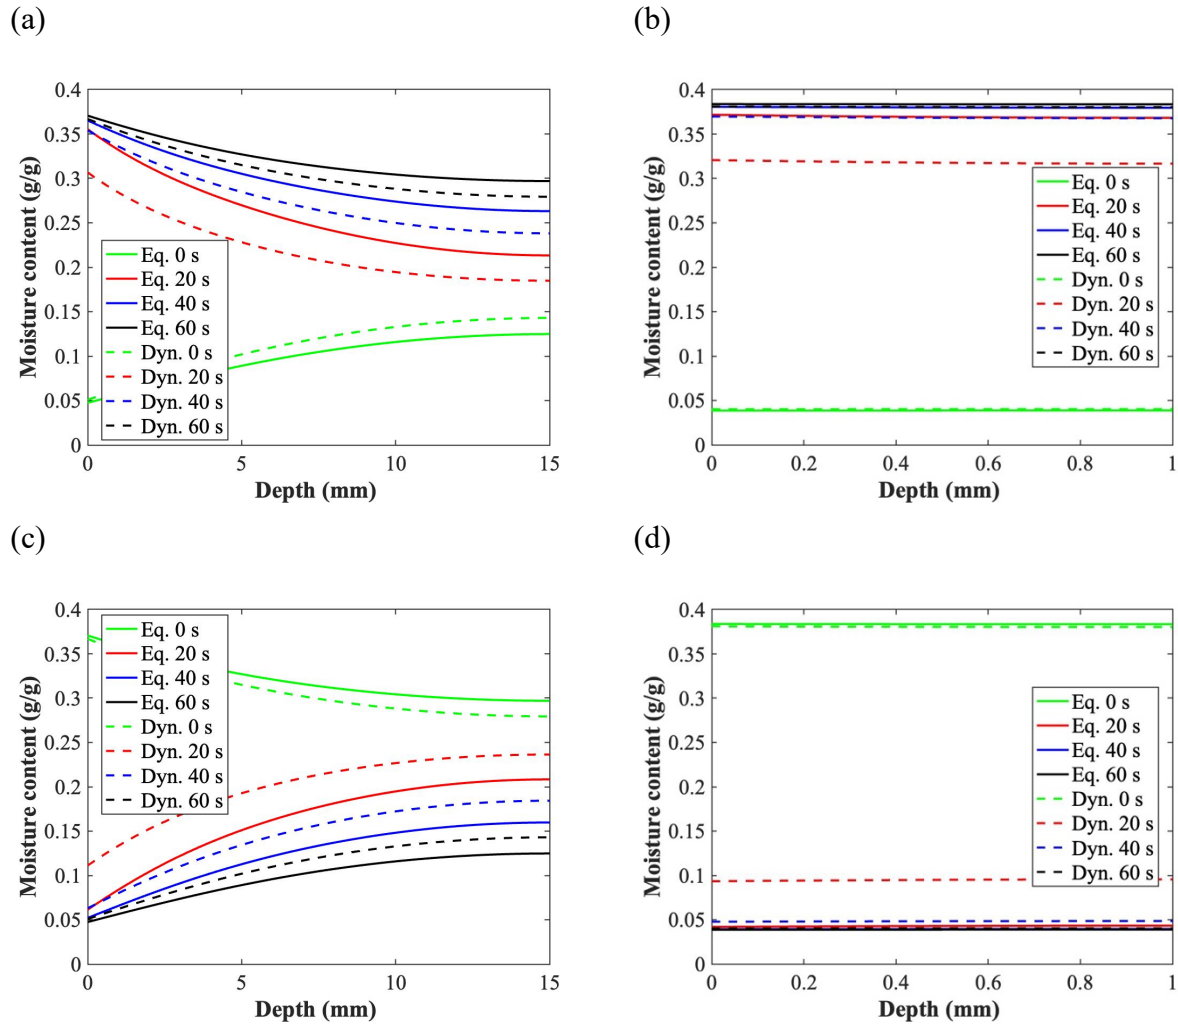 (a)
0.4
0.35
0.3
0.25
0.2
0.15
0.1
0.05
0
Moisture content (g/g)
Eq. 0 s
Eq. 20 s
Eq. 40 s
Eq. 60 s
Dyn. 0 s
Dyn. 20 s
Dyn. 40 s
Dyn. 60 s
0 5 10 15
Depth (mm)
(b)
0.4
0.35
0.3
0.25
0.2
0.15
0.1
0.05
0
Moisture content (g/g)
Eq. 0 s
Eq. 20 s
Eq. 40 s
Eq. 60 s
Dyn. 0 s
Dyn. 20 s
Dyn. 40 s
Dyn. 60 s
0 0.2 0.4 0.6 0.8 1
Depth (mm)
(c)
0.4
0.35
0.3
0.25
0.2
0.15
0.1
0.05
0
Moisture content (g/g)
Eq. 0 s
Eq. 20 s
Eq. 40 s
Eq. 60 s
Dyn. 0 s
Dyn. 20 s
Dyn. 40 s
Dyn. 60 s
0 5 10 15
Depth (mm)
(d)
0.4
0.35
0.3
0.25
0.2
0.15
0.1
0.05
0
Moisture content (g/g)
Eq. 0 s
Eq. 20 s
Eq. 40 s
Eq. 60 s
Dyn. 0 s
Dyn. 20 s
Dyn. 40 s
Dyn. 60 s
0 0.2 0.4 0.6 0.8 1
Depth (mm)